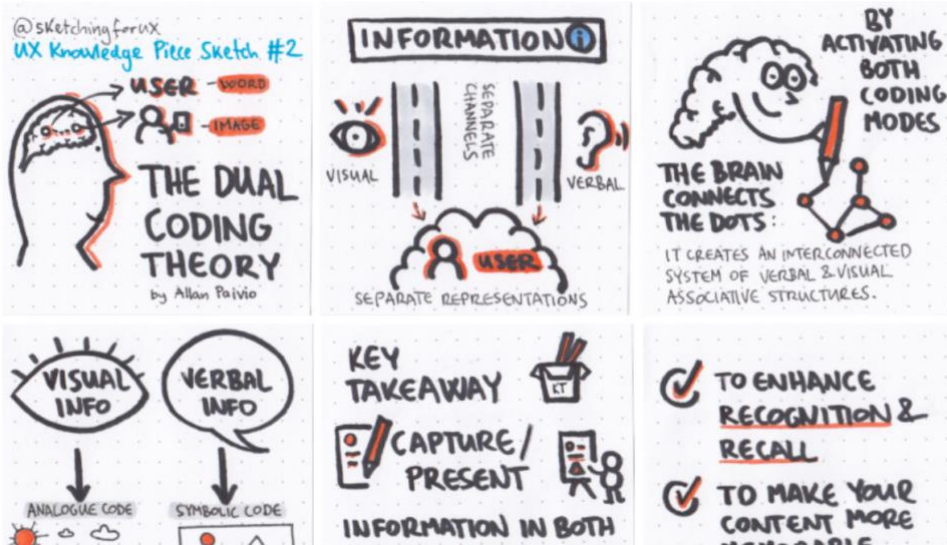 @sketchingforux
UX Knowledge Piece Sketch #2
USER - WORD
- IMAGE
THE DUAL
CODING
THEORY
by Allan Paivio
INFORMATION i
SEPARATE
CHANNELS
VISUAL
VERBAL
USER
SEPARATE REPRESENTATIONS
BY
ACTIVATING
BOTH
CODING
MODES
THE BRAIN
CONNECTS
THE DOTS:
IT CREATES AN INTERCONNECTED
SYSTEM OF VERBAL & VISUAL
ASSOCIATIVE STRUCTURES.
VISUAL
INFO
VERBAL
INFO
ANALOGUE CODE
SYMBOLIC CODE
KEY
TAKEAWAY
KT
CAPTURE/
PRESENT
INFORMATION IN BOTH
TO ENHANCE
RECOGNITION &
RECALL
TO MAKE YOUR
CONTENT MORE